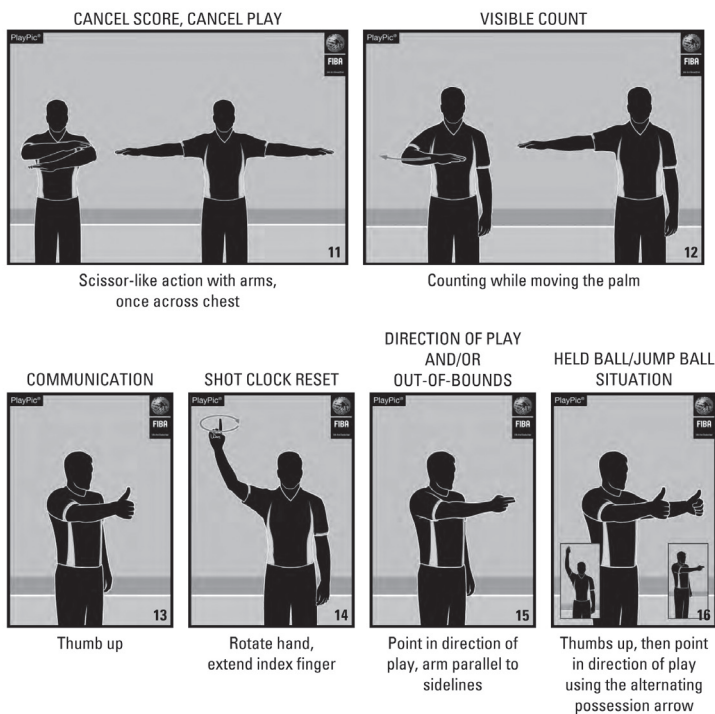 CANCEL SCORE, CANCEL PLAY
PlayPic®
FIBA
11
Scissor-like action with arms,
once across chest
VISIBLE COUNT
PlayPic®
FIBA
12
Counting while moving the palm
COMMUNICATION
PlayPic®
FIBA
13
Thumb up
SHOT CLOCK RESET
PlayPic®
FIBA
14
Rotate hand,
extend index finger
DIRECTION OF PLAY
AND/OR
OUT-OF-BOUNDS
PlayPic®
FIBA
15
Point in direction of
play, arm parallel to
sidelines
HELD BALL/JUMP BALL
SITUATION
PlayPic®
FIBA
16
Thumbs up, then point
in direction of play
using the alternating
possession arrow